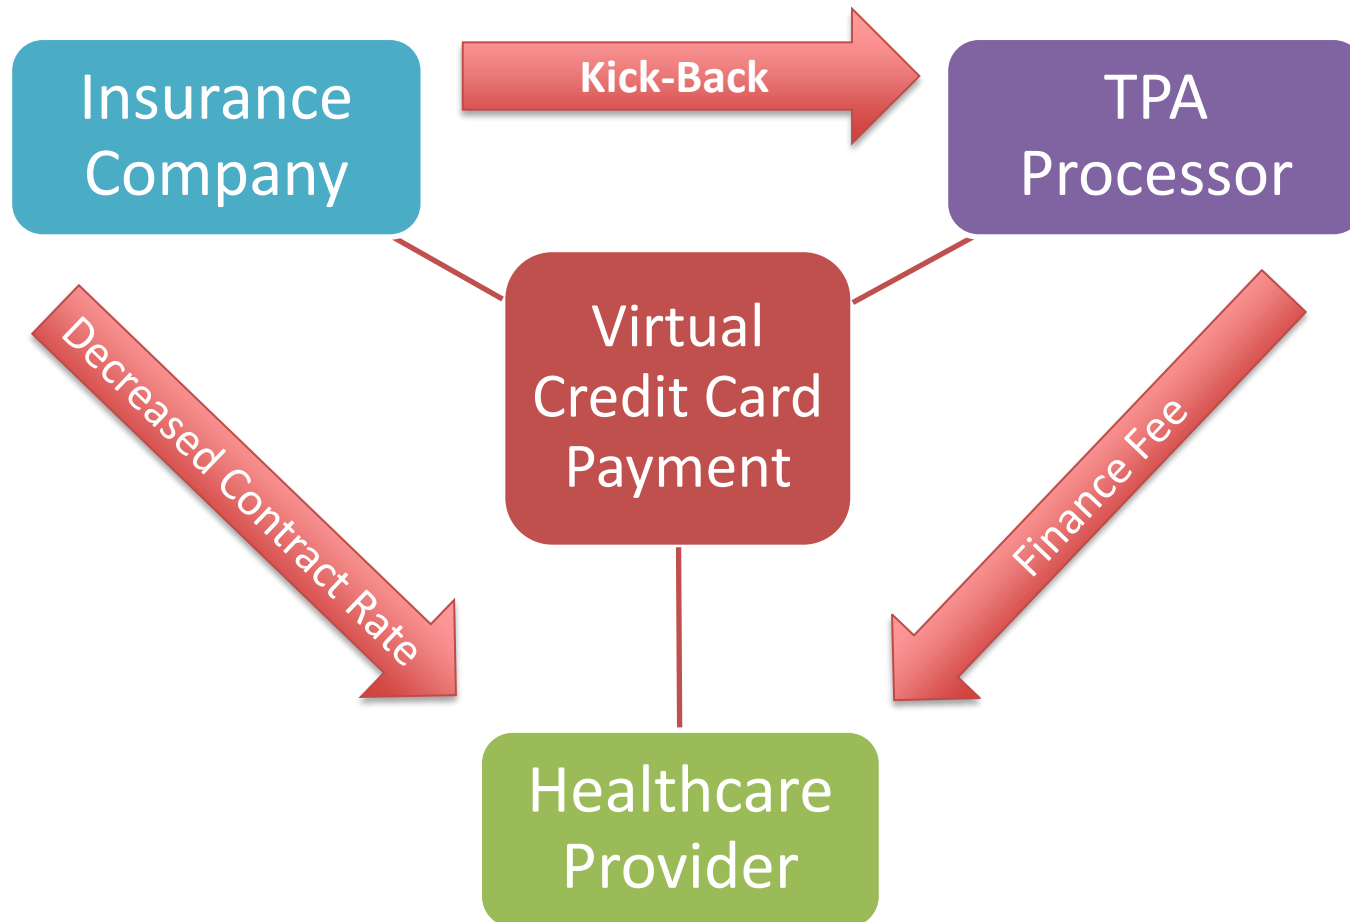 Insurance
Company
Kick-Back
TPA
Processor
Virtual
Credit Card
Payment
Decreased Contract Rate
Finance Fee
Healthcare
Provider